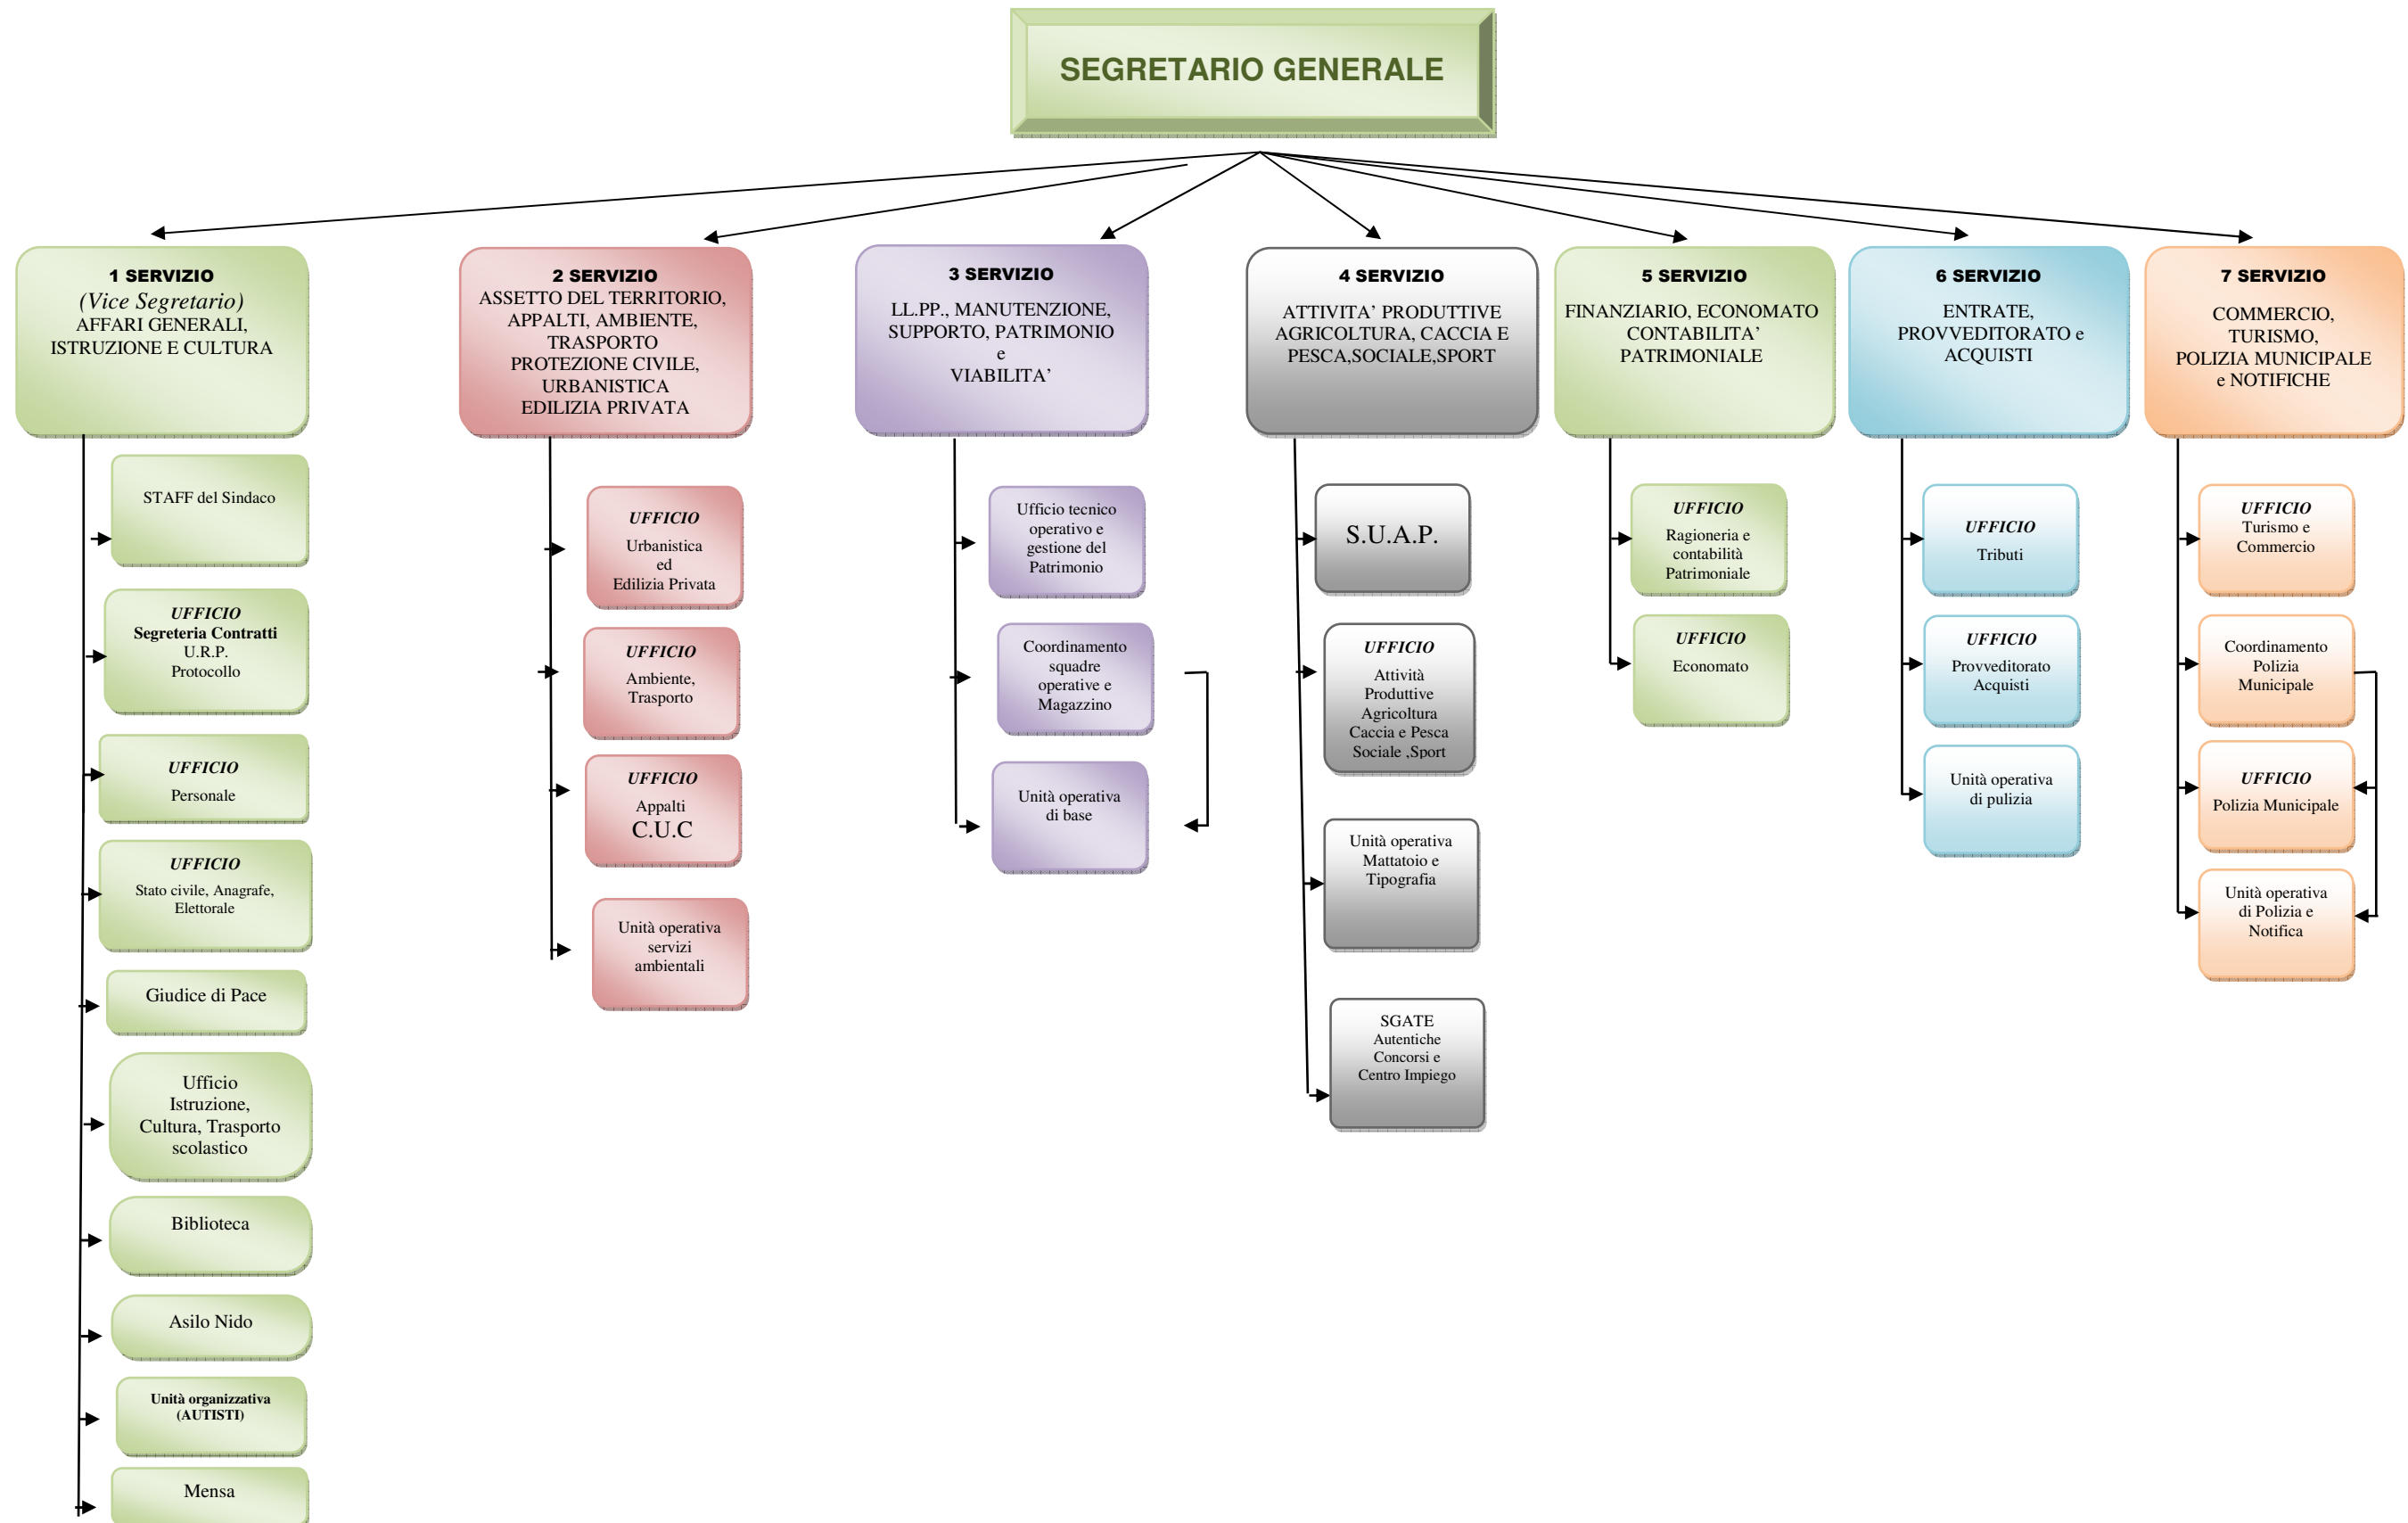 SEGRETARIO GENERALE
1 SERVIZIO
(Vice Segretario)
AFFARI GENERALI,
ISTRUZIONE E CULTURA
2 SERVIZIO
ASSETTO DEL TERRITORIO,
APPALTI, AMBIENTE,
TRASPORTO
PROTEZIONE CIVILE,
URBANISTICA
EDILIZIA PRIVATA
3 SERVIZIO
LL.PP., MANUTENZIONE,
SUPPORTO, PATRIMONIO
e
VIABILITA’
4 SERVIZIO
ATTIVITA’ PRODUTTIVE
AGRICOLTURA, CACCIA E
PESCA,SOCIALE,SPORT
5 SERVIZIO
FINANZIARIO, ECONOMATO
CONTABILITA’
PATRIMONIALE
6 SERVIZIO
ENTRATE,
PROVVEDITORATO e
ACQUISTI
7 SERVIZIO
COMMERCIO,
TURISMO,
POLIZIA MUNICIPALE
e NOTIFICHE
STAFF del Sindaco
UFFICIO
Segreteria Contratti
U.R.P.
Protocollo
UFFICIO
Personale
UFFICIO
Stato civile, Anagrafe,
Elettorale
Giudice di Pace
Ufficio
Istruzione,
Cultura, Trasporto
scolastico
Biblioteca
Asilo Nido
Unità organizzativa
(AUTISTI)
Mensa
UFFICIO
Urbanistica
ed
Edilizia Privata
UFFICIO
Ambiente,
Trasporto
UFFICIO
Appalti
C.U.C
Unità operativa
servizi
ambientali
Ufficio tecnico
operativo e
gestione del
Patrimonio
Coordinamento
squadre
operative e
Magazzino
Unità operativa
di base
S.U.A.P.
UFFICIO
Attività
Produttive
Agricoltura
Caccia e Pesca
Sociale ,Sport
Unità operativa
Mattatoio e
Tipografia
SGATE
Autentiche
Concorsi e
Centro Impiego
UFFICIO
Ragioneria e
contabilità
Patrimoniale
UFFICIO
Economato
UFFICIO
Tributi
UFFICIO
Provveditorato
Acquisti
Unità operativa
di pulizia
UFFICIO
Turismo e
Commercio
Coordinamento
Polizia
Municipale
UFFICIO
Polizia Municipale
Unità operativa
di Polizia e
Notifica